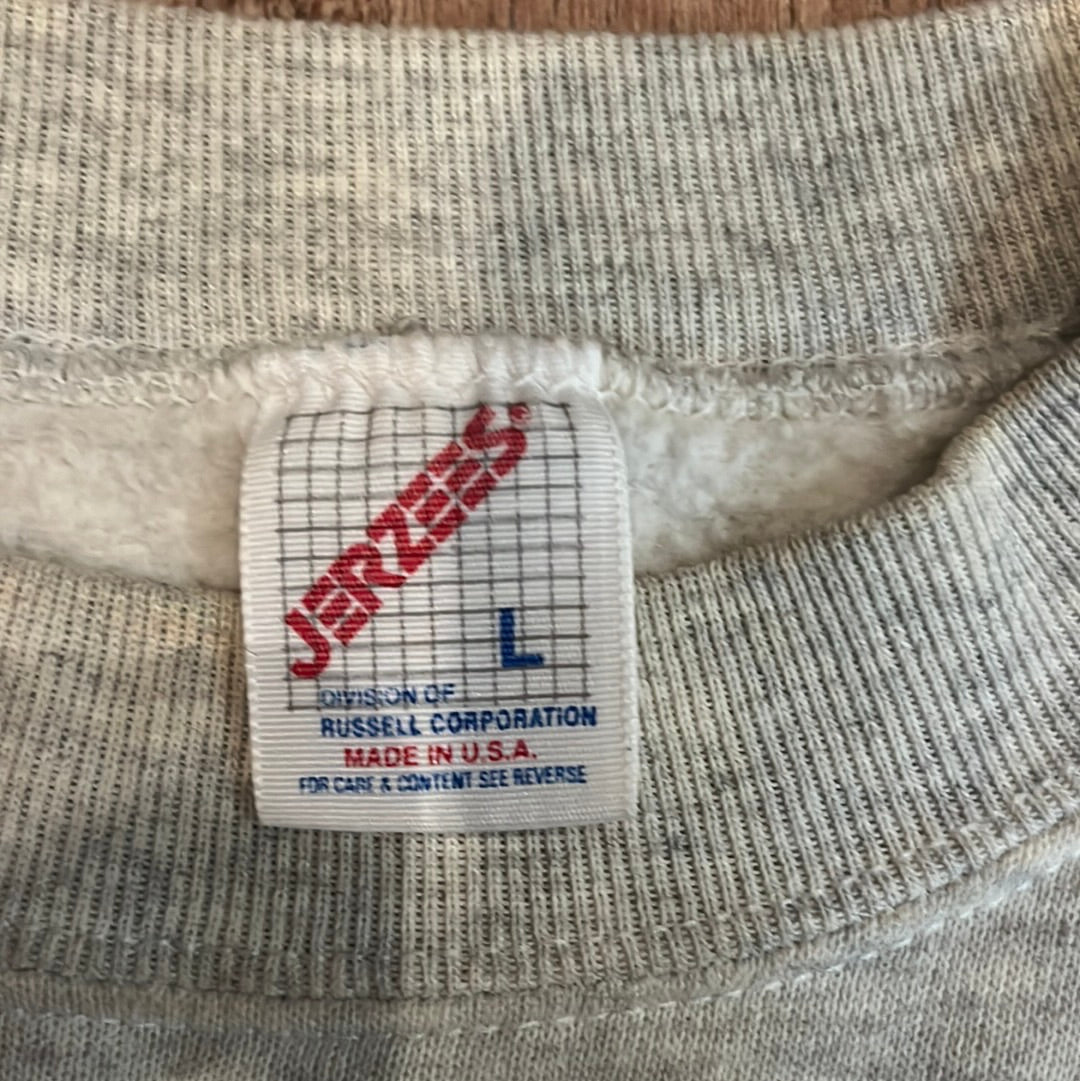 JERZEES®
L
DIVISION OF
RUSSELL CORPORATION
MADE IN U.S.A.
FOR CARE & CONTENT SEE REVERSE